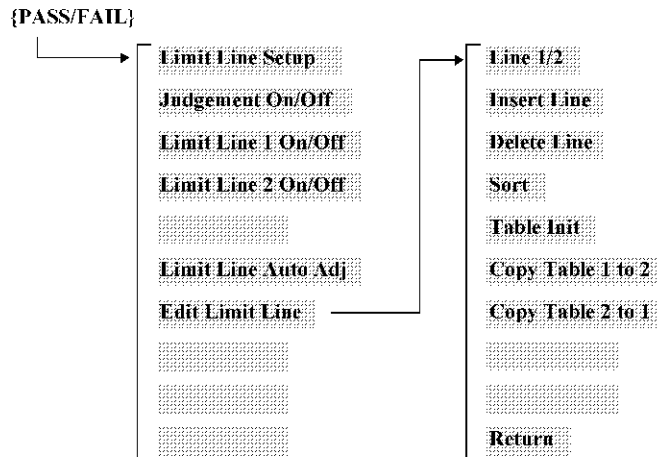 {PASS/FAIL}
Limit Line Setup
Judgement On/Off
Limit Line 1 On/Off
Limit Line 2 On/Off
Limit Line Auto Adj
Edit Limit Line
Line 1/2
Insert Line
Delete Line
Sort
Table Init
Copy Table 1 to 2
Copy Table 2 to 1
Return